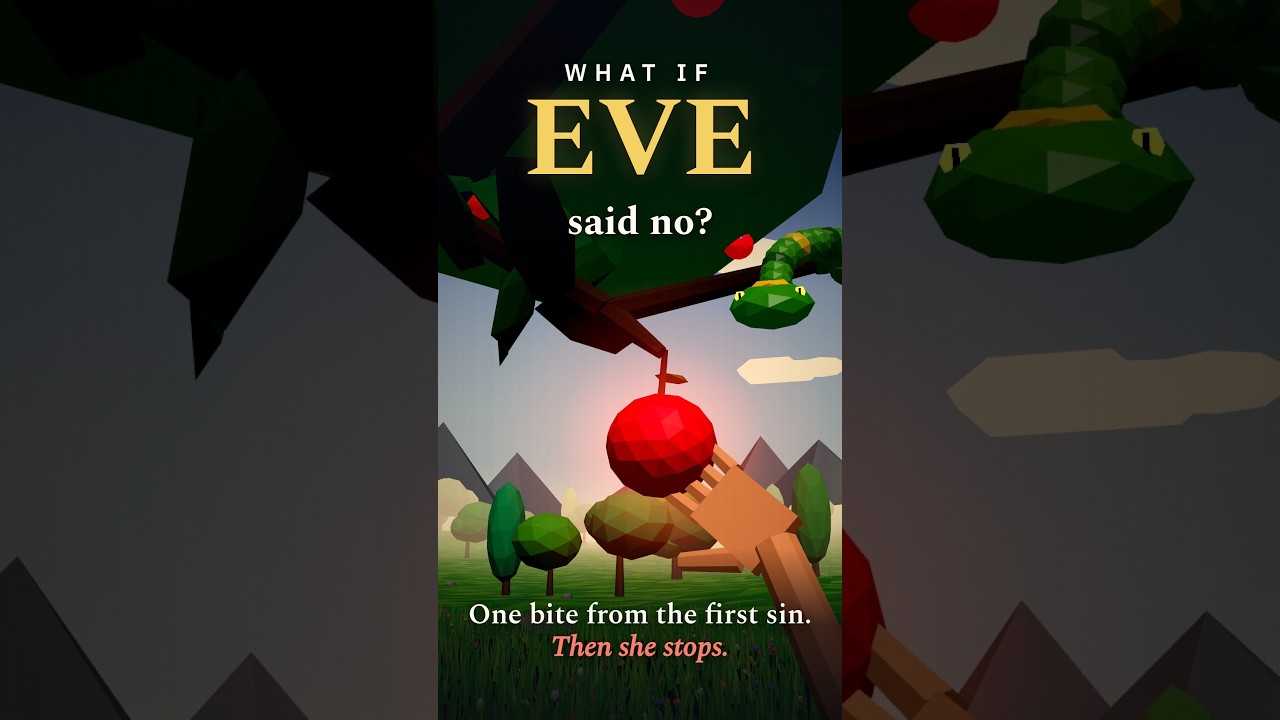 WHAT IF
EVE
said no?
One bite from the first sin.
Then she stops.